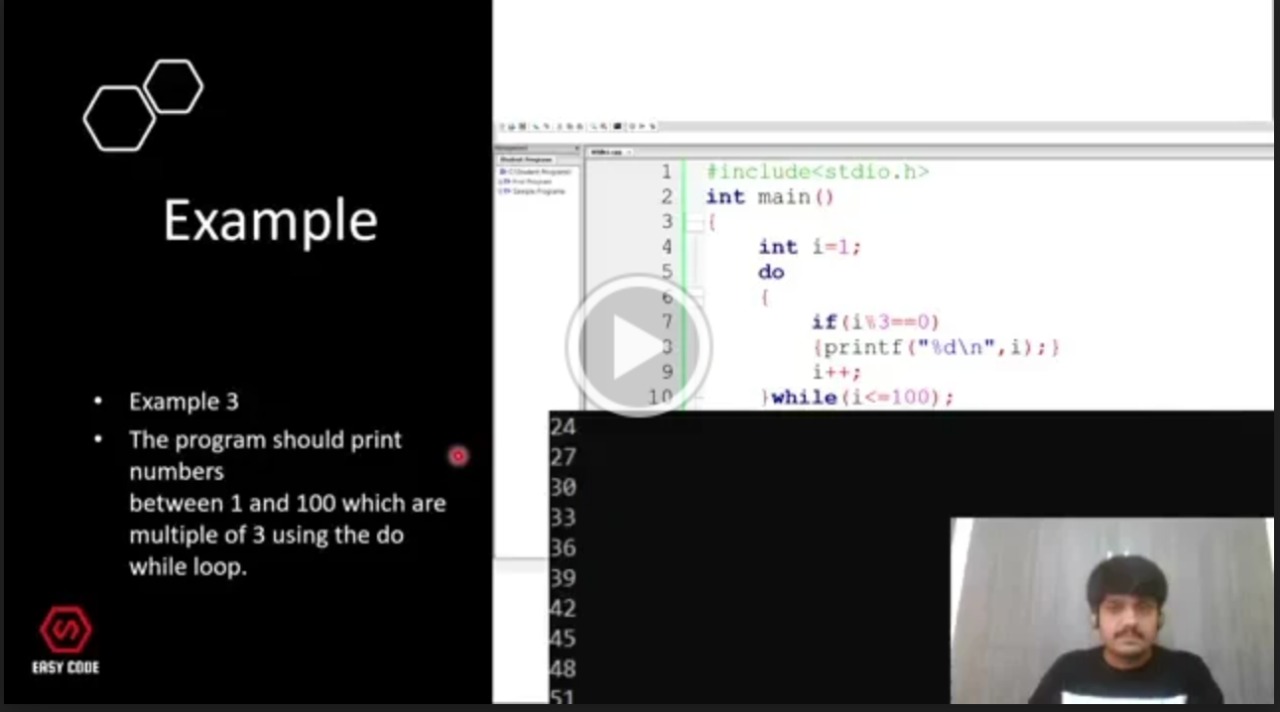 Example
Example 3
The program should print
numbers
between 1 and 100 which are
multiple of 3 using the do
while loop.
EASY CODE
Student Programs
1 #include<stdio.h>
2 int main()
3 {
4 int i=1;
5 do
6 {
7 if(i%3==0)
{printf("%d\n",i);}
9 i++;
10 }while(i<=100);
24
27
30
33
36
39
42
45
48
51